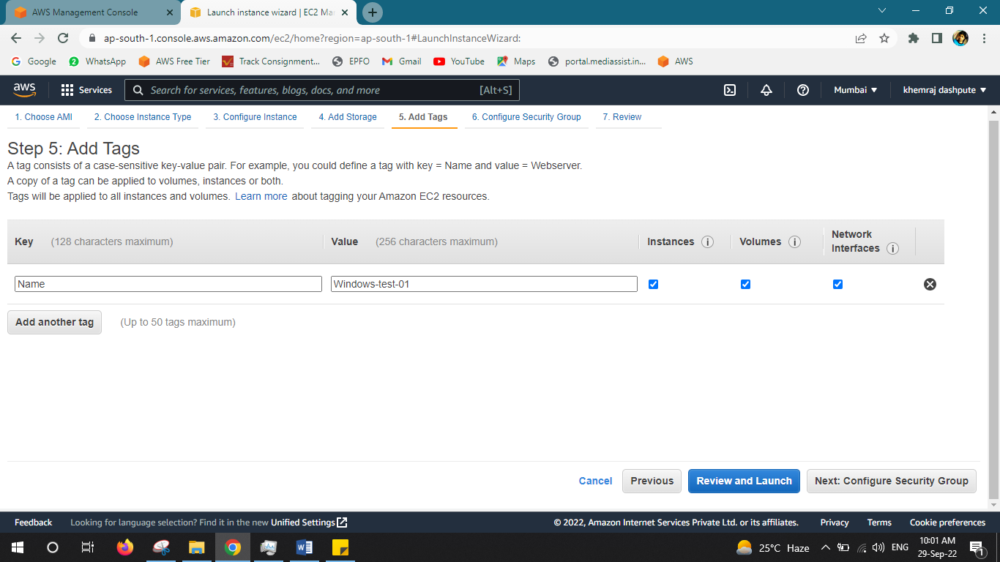 AWS Management Console
Launch instance wizard | EC2 Ma
ap-south-1.console.aws.amazon.com/ec2/home?region=ap-south-1#LaunchInstanceWizard:
Google
2 WhatsApp
AWS Free Tier
Track Consignment...
EPFO
Gmail
YouTube
Maps
portal.mediassist.in...
AWS
aws
Services
Search for services, features, blogs, docs, and more [Alt+S]
Mumbai
khemraj dashpute
1. Choose AMI
2. Choose Instance Type
3. Configure Instance
4. Add Storage
5. Add Tags
6. Configure Security Group
7. Review
Step 5: Add Tags
A tag consists of a case-sensitive key-value pair. For example, you could define a tag with key = Name and value = Webserver.
A copy of a tag can be applied to volumes, instances or both.
Tags will be applied to all instances and volumes. Learn more about tagging your Amazon EC2 resources.
Key (128 characters maximum)
Value (256 characters maximum)
Instances i
Volumes i
Network
Interfaces i
Name
Windows-test-01
Add another tag
(Up to 50 tags maximum)
Cancel
Previous
Review and Launch
Next: Configure Security Group
Feedback
Looking for language selection? Find it in the new Unified Settings
© 2022, Amazon Internet Services Private Ltd. or its affiliates.
Privacy
Terms
Cookie preferences
25°C Haze
ENG
10:01 AM
29-Sep-22
1